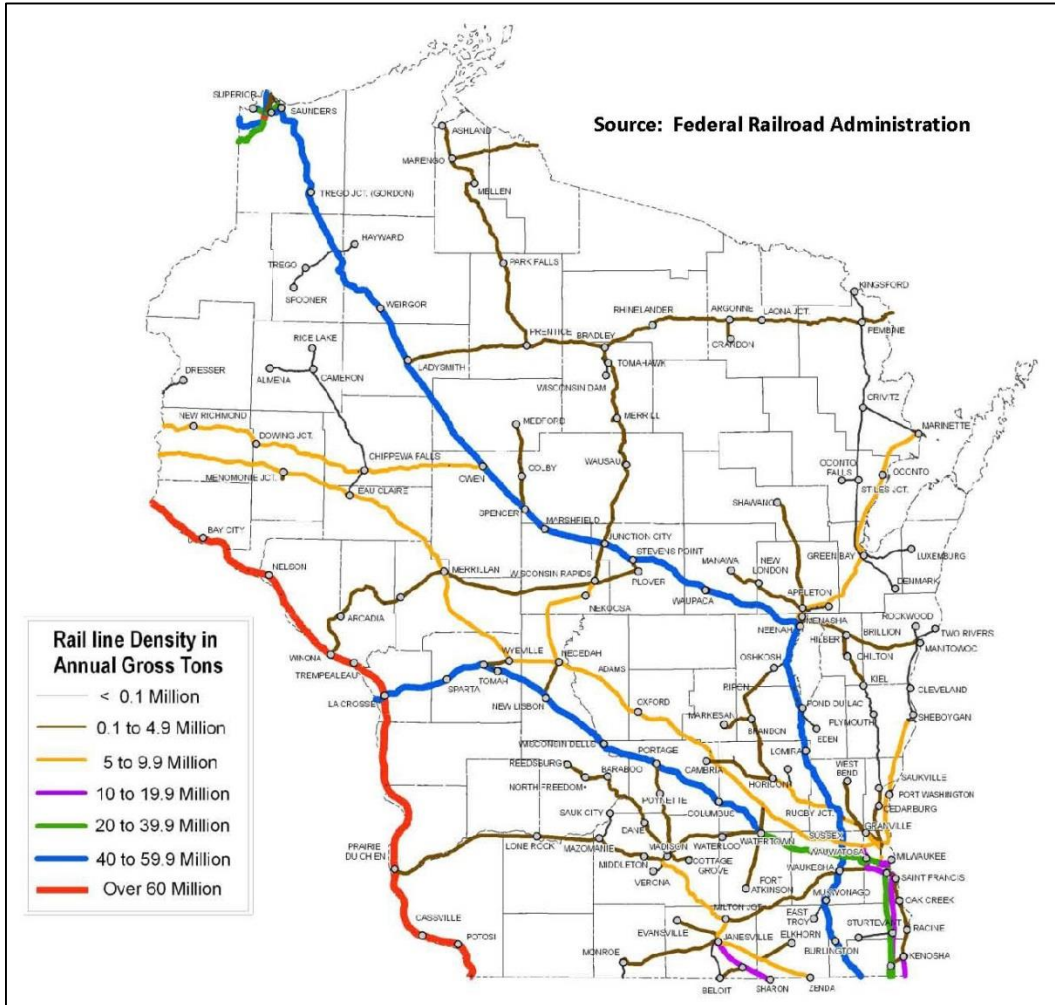 SUPERIOR
SAUNDERS
Source: Federal Railroad Administration
ASHLAND
MARENGO
MELLEN
TREGO JCT. (GORDON)
HAYWARD
TREGO
SPOONER
PARK FALLS
WEIRGOR
KINGSFORD
RHINELANDER
ARGONNE
LAONA JCT.
PEMBINE
PRENTICE
BRADLEY
CRANDON
RICE LAKE
LADYSMITH
TOMAHAWK
ALMENA
CAMERON
WISCONSIN DAM
DRESSER
CRIVITZ
NEW RICHMOND
MEDFORD
MERRILL
MARINETTE
DOWING JCT.
CHIPPEWA FALLS
OWEN
COLBY
WAUSAU
OCONTO
FALLS
OCONTO
MENOMONIE JCT.
EAU CLAIRE
STILES JCT.
SPENCER
SHAWANO
MARSHFIELD
BAY CITY
JUNCTION CITY
STEVENS POINT
GREEN BAY
LUXEMBURG
NELSON
MERRILLAN
WISCONSIN RAPIDS
PLOVER
MANAWA
NEW
LONDON
DENMARK
NEKOOSA
WAUPACA
APPLETON
ROCKWOOD
ARCADIA
MENASHA
NEENAH
HILBERT
BRILLION
TWO RIVERS
MANITOWOC
WINONA
WYEVILLE
NECEDAH
ADAMS
OSHKOSH
CHILTON
TREMPEALEAU
TOMAH
SPARTA
RIPON
KIEL
CLEVELAND
LA CROSSE
NEW LISBON
OXFORD
MARKESAN
FOND DU LAC
PLYMOUTH
SHEBOYGAN
BRANDON
EDEN
WISCONSIN DELLS
PORTAGE
LOMIRA
REEDSBURG
BARABOO
CAMBRIA
HORICON
WEST
BEND
SAUKVILLE
NORTH FREEDOM
POYNETTE
PORT WASHINGTON
SAUK CITY
COLUMBUS
RUGBY JCT.
CEDARBURG
DANE
GRANVILLE
PRAIRIE
DU CHIEN
LONE ROCK
MAZOMANIE
MADISON
WATERLOO
WATERTOWN
SUSSEX
WAUWATOSA
MILWAUKEE
MIDDLETON
COTTAGE
GROVE
WAUKESHA
SAINT FRANCIS
VERONA
FORT
ATKINSON
MUKWONAGO
OAK CREEK
CASSVILLE
MILTON JCT.
EAST
TROY
STURTEVANT
EVANSVILLE
RACINE
POTOSI
JANESVILLE
ELKHORN
BURLINGTON
MONROE
KENOSHA
BELOIT
SHARON
ZENDA
Rail line Density in
Annual Gross Tons
< 0.1 Million
0.1 to 4.9 Million
5 to 9.9 Million
10 to 19.9 Million
20 to 39.9 Million
40 to 59.9 Million
Over 60 Million